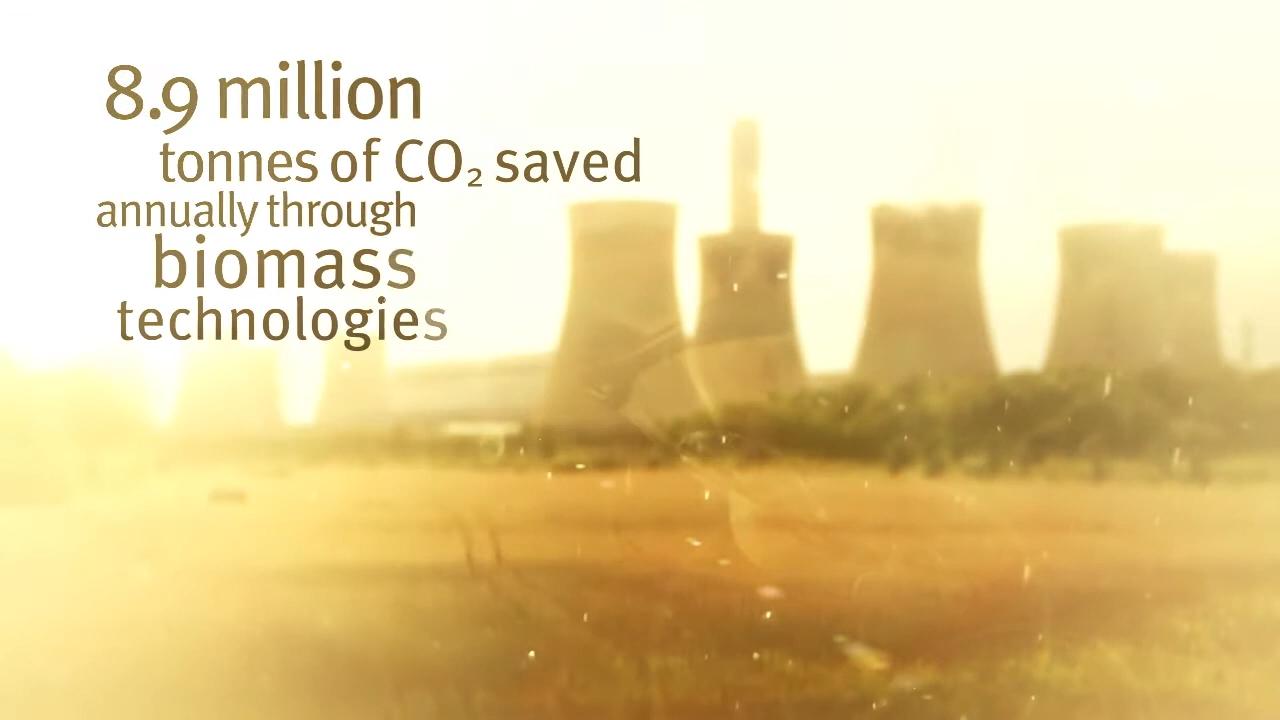 8.9 million
tonnes of CO₂ saved
annually through
biomass
technologies